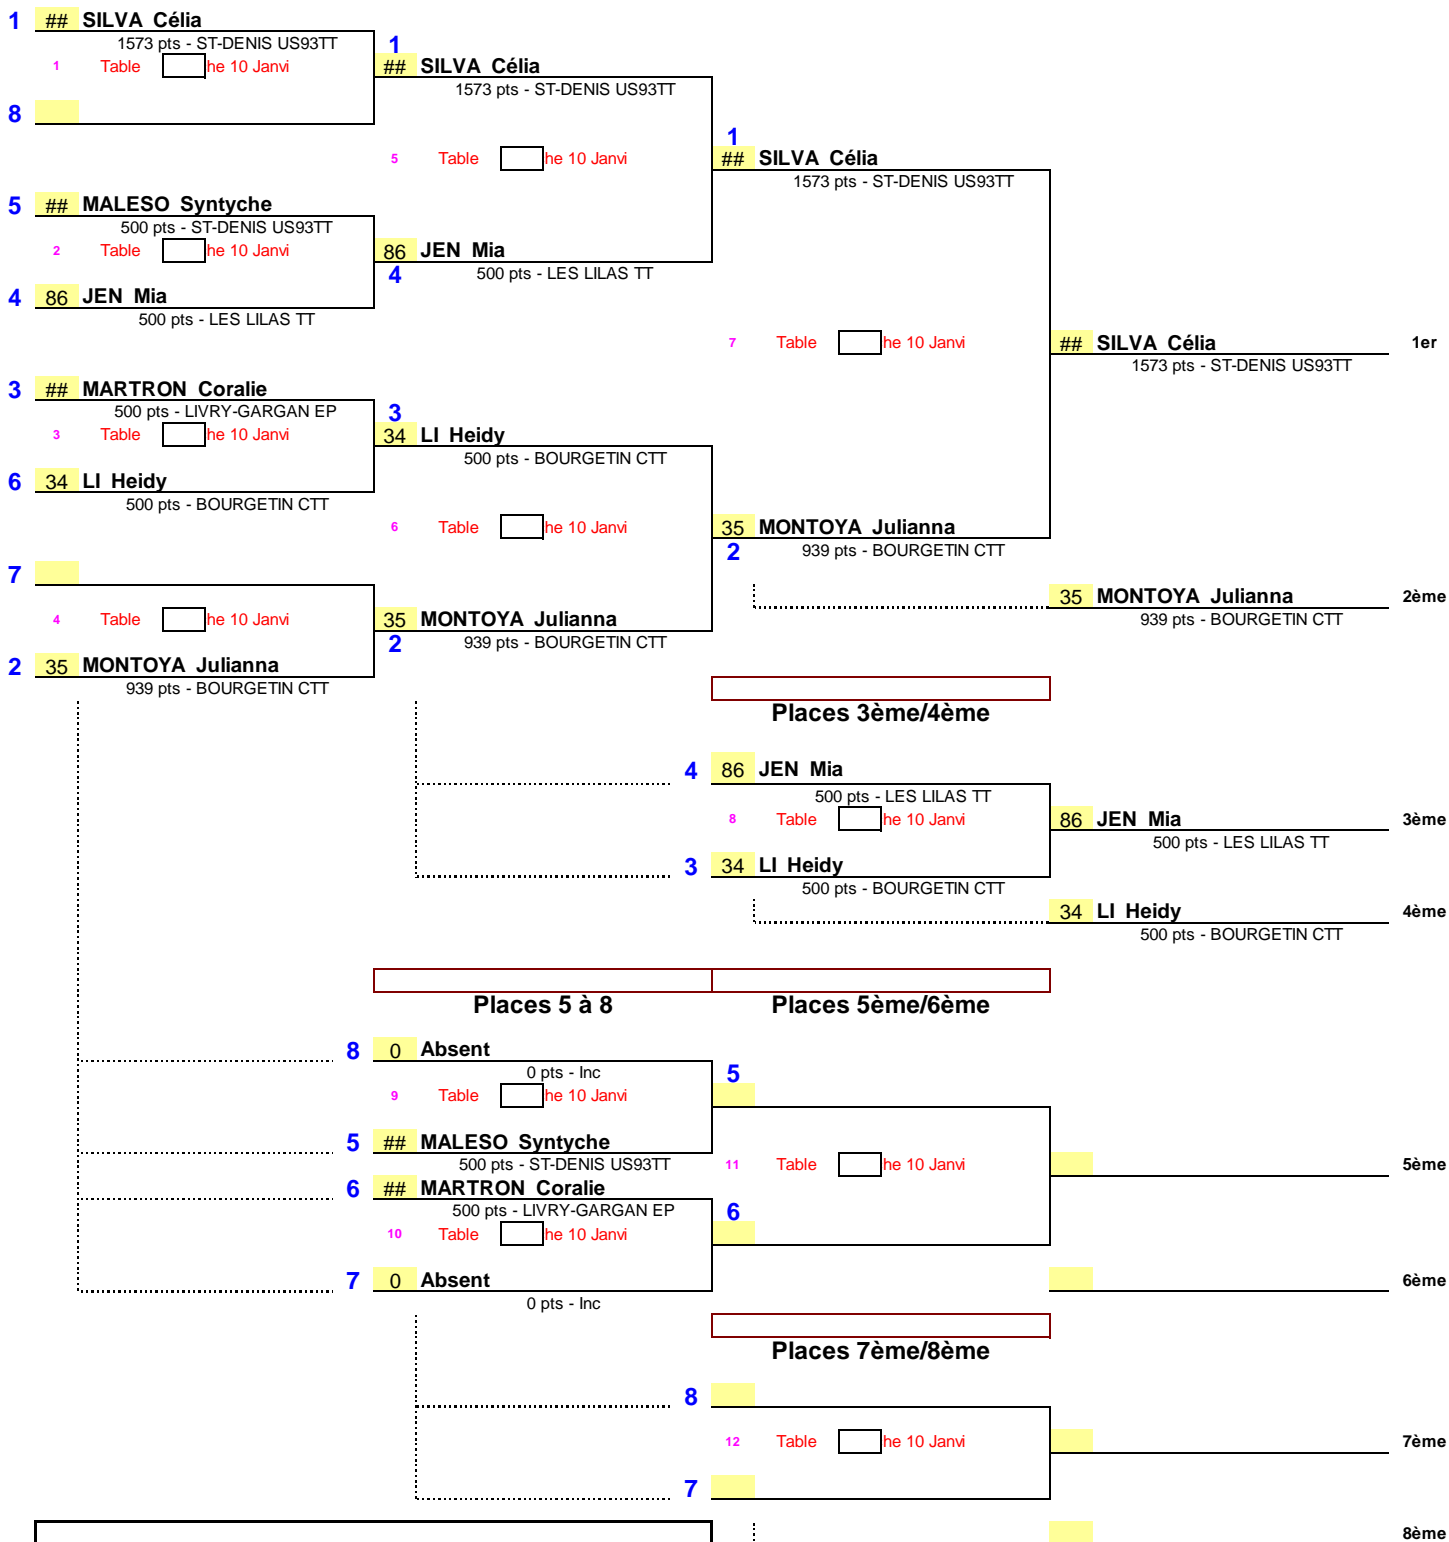 1 ## SILVA Célia
1573 pts - ST-DENIS US93TT
1 Table he 10 Janvi
8
5 ## MALESO Syntyche
500 pts - ST-DENIS US93TT
2 Table he 10 Janvi
4 86 JEN Mia
500 pts - LES LILAS TT
3 ## MARTRON Coralie
500 pts - LIVRY-GARGAN EP
3 Table he 10 Janvi
6 34 LI Heidy
500 pts - BOURGETIN CTT
7
4 Table he 10 Janvi
2 35 MONTOYA Julianna
939 pts - BOURGETIN CTT
1
## SILVA Célia
1573 pts - ST-DENIS US93TT
5 Table he 10 Janvi
86 JEN Mia
4 500 pts - LES LILAS TT
3
34 LI Heidy
500 pts - BOURGETIN CTT
6 Table he 10 Janvi
35 MONTOYA Julianna
2 939 pts - BOURGETIN CTT
1
## SILVA Célia
1573 pts - ST-DENIS US93TT
7 Table he 10 Janvi
35 MONTOYA Julianna
2 939 pts - BOURGETIN CTT
## SILVA Célia 1er
1573 pts - ST-DENIS US93TT
35 MONTOYA Julianna 2ème
939 pts - BOURGETIN CTT
Places 3ème/4ème
4 86 JEN Mia
500 pts - LES LILAS TT
8 Table he 10 Janvi
3 34 LI Heidy
500 pts - BOURGETIN CTT
86 JEN Mia 3ème
500 pts - LES LILAS TT
34 LI Heidy 4ème
500 pts - BOURGETIN CTT
Places 5 à 8
Places 5ème/6ème
8 0 Absent
0 pts - Inc
9 Table he 10 Janvi
5 ## MALESO Syntyche
500 pts - ST-DENIS US93TT
6 ## MARTRON Coralie
500 pts - LIVRY-GARGAN EP
10 Table he 10 Janvi
7 0 Absent
0 pts - Inc
5
11 Table he 10 Janvi
6
5ème
6ème
Places 7ème/8ème
8
12 Table he 10 Janvi
7
7ème
8ème